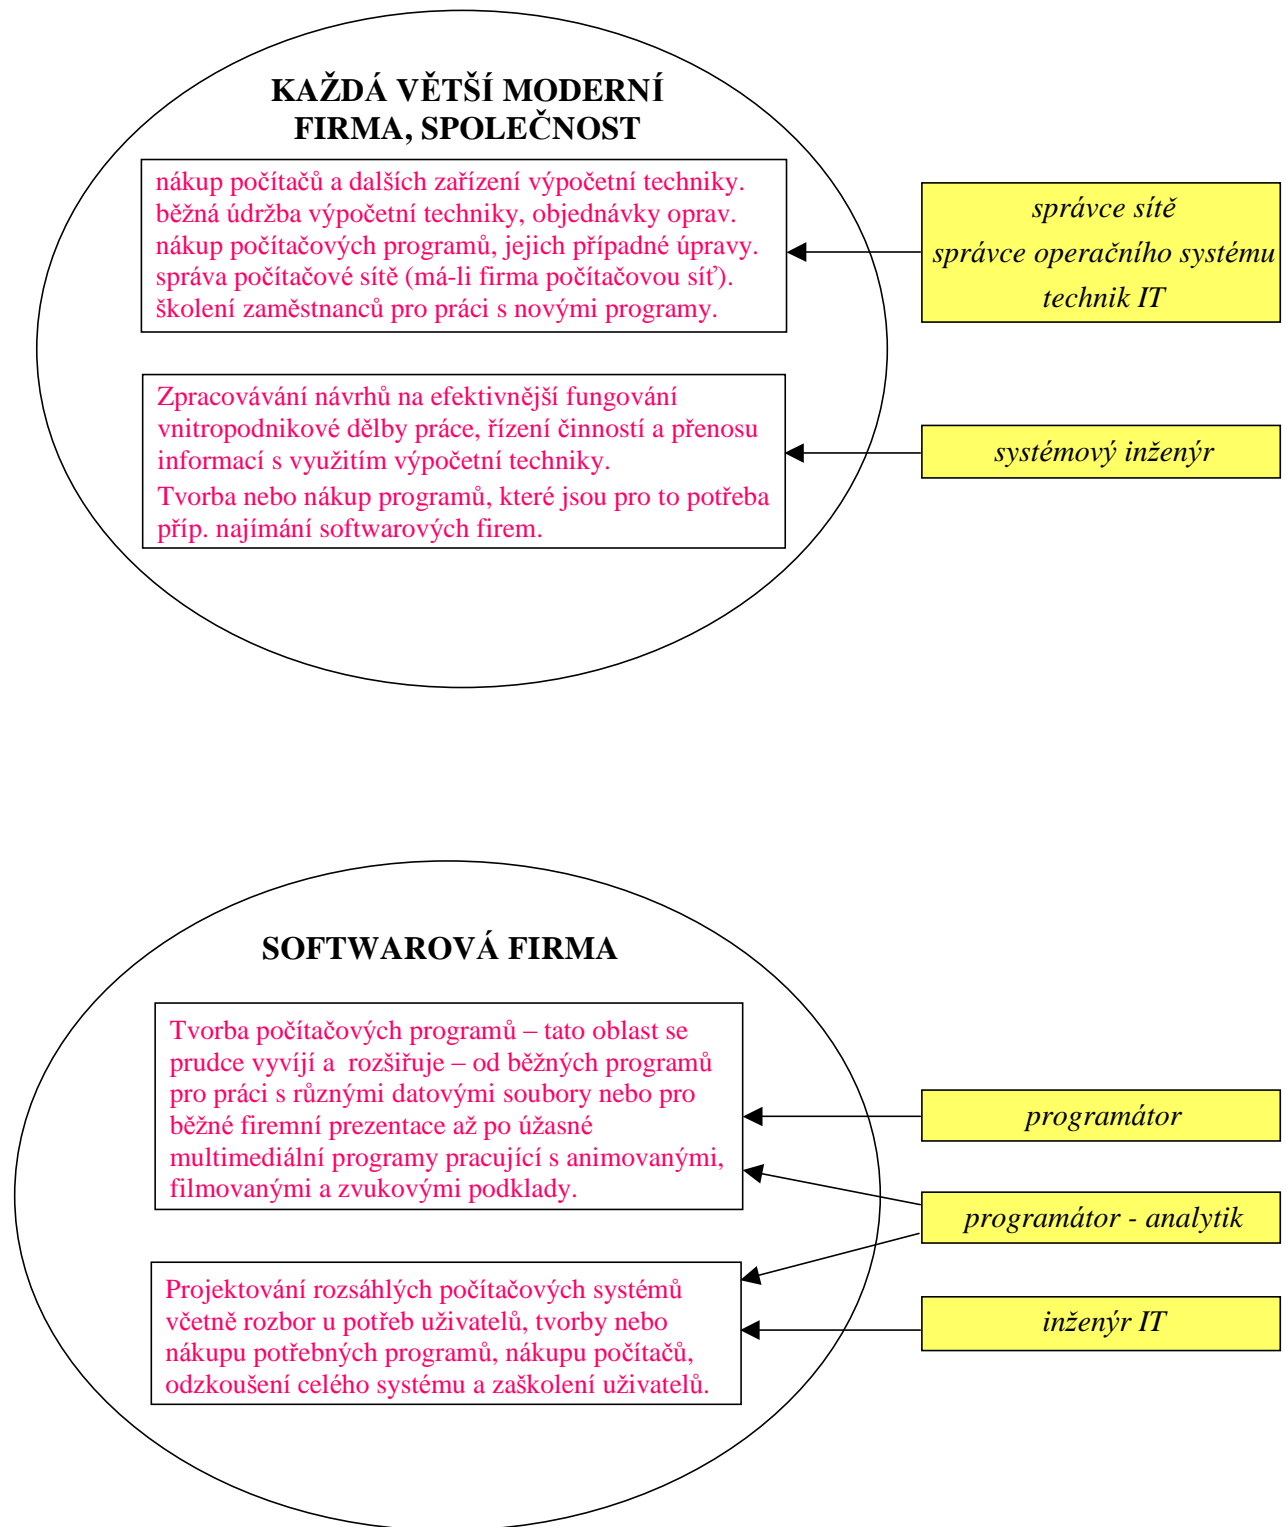 KAŽDÁ VĚTŠÍ MODERNÍ
FIRMA, SPOLEČNOST
nákup počítačů a dalších zařízení výpočetní techniky.
běžná údržba výpočetní techniky, objednávky oprav.
nákup počítačových programů, jejich případné úpravy.
správa počítačové sítě (má-li firma počítačovou síť).
školení zaměstnanců pro práci s novými programy.
správce sítě
správce operačního systému
technik IT
Zpracovávání návrhů na efektivnější fungování
vnitropodnikové dělby práce, řízení činností a přenosu
informací s využitím výpočetní techniky.
Tvorba nebo nákup programů, které jsou pro to potřeba
příp. najímání softwarových firem.
systémový inženýr
SOFTWAROVÁ FIRMA
Tvorba počítačových programů – tato oblast se
prudce vyvíjí a  rozšiřuje – od běžných programů
pro práci s různými datovými soubory nebo pro
běžné firemní prezentace až po úžasné
multimediální programy pracující s animovanými,
filmovanými a zvukovými podklady.
programátor
programátor - analytik
Projektování rozsáhlých počítačových systémů
včetně rozbor u potřeb uživatelů, tvorby nebo
nákupu potřebných programů, nákupu počítačů,
odzkoušení celého systému a zaškolení uživatelů.
inženýr IT